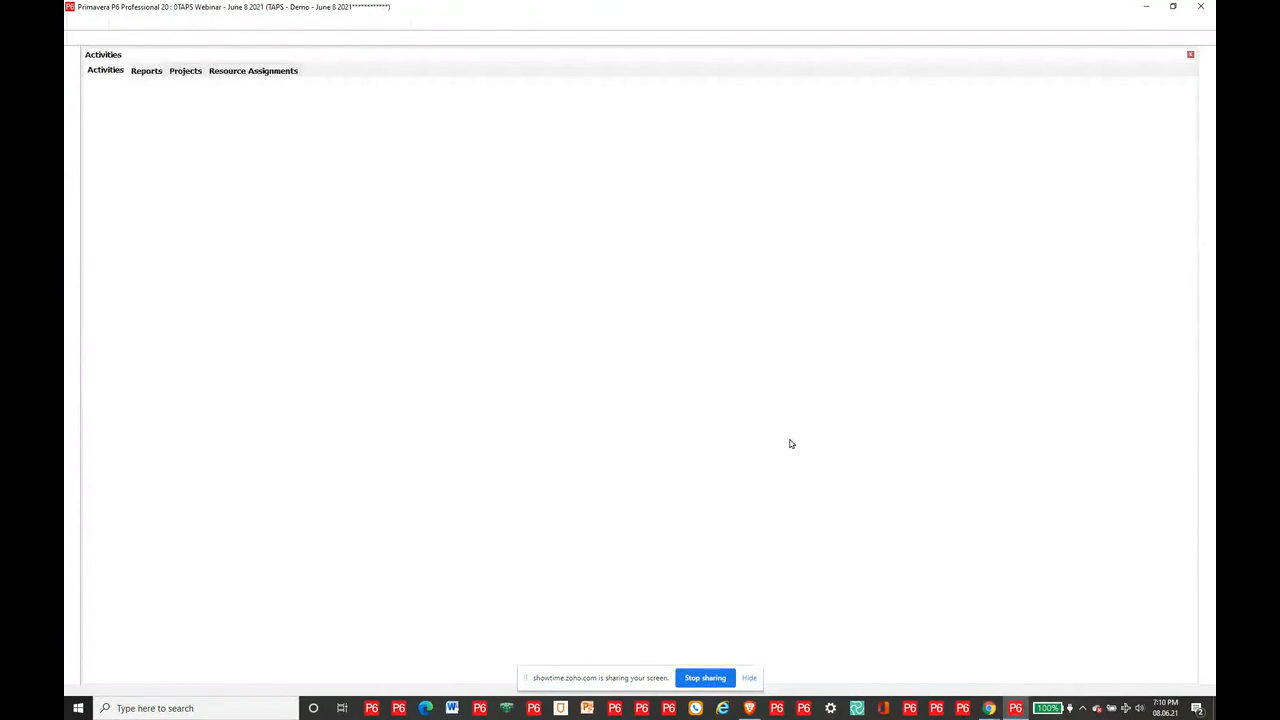 Primavera P6 Professional 20 : 0TAPS Webinar - June 8 2021 (TAPS - Demo - June 8 2021************)
Activities
Activities Reports Projects Resource Assignments
showtime.zoho.com is sharing your screen. Stop sharing Hide
Type here to search
100%
7:10 PM
08.06.21